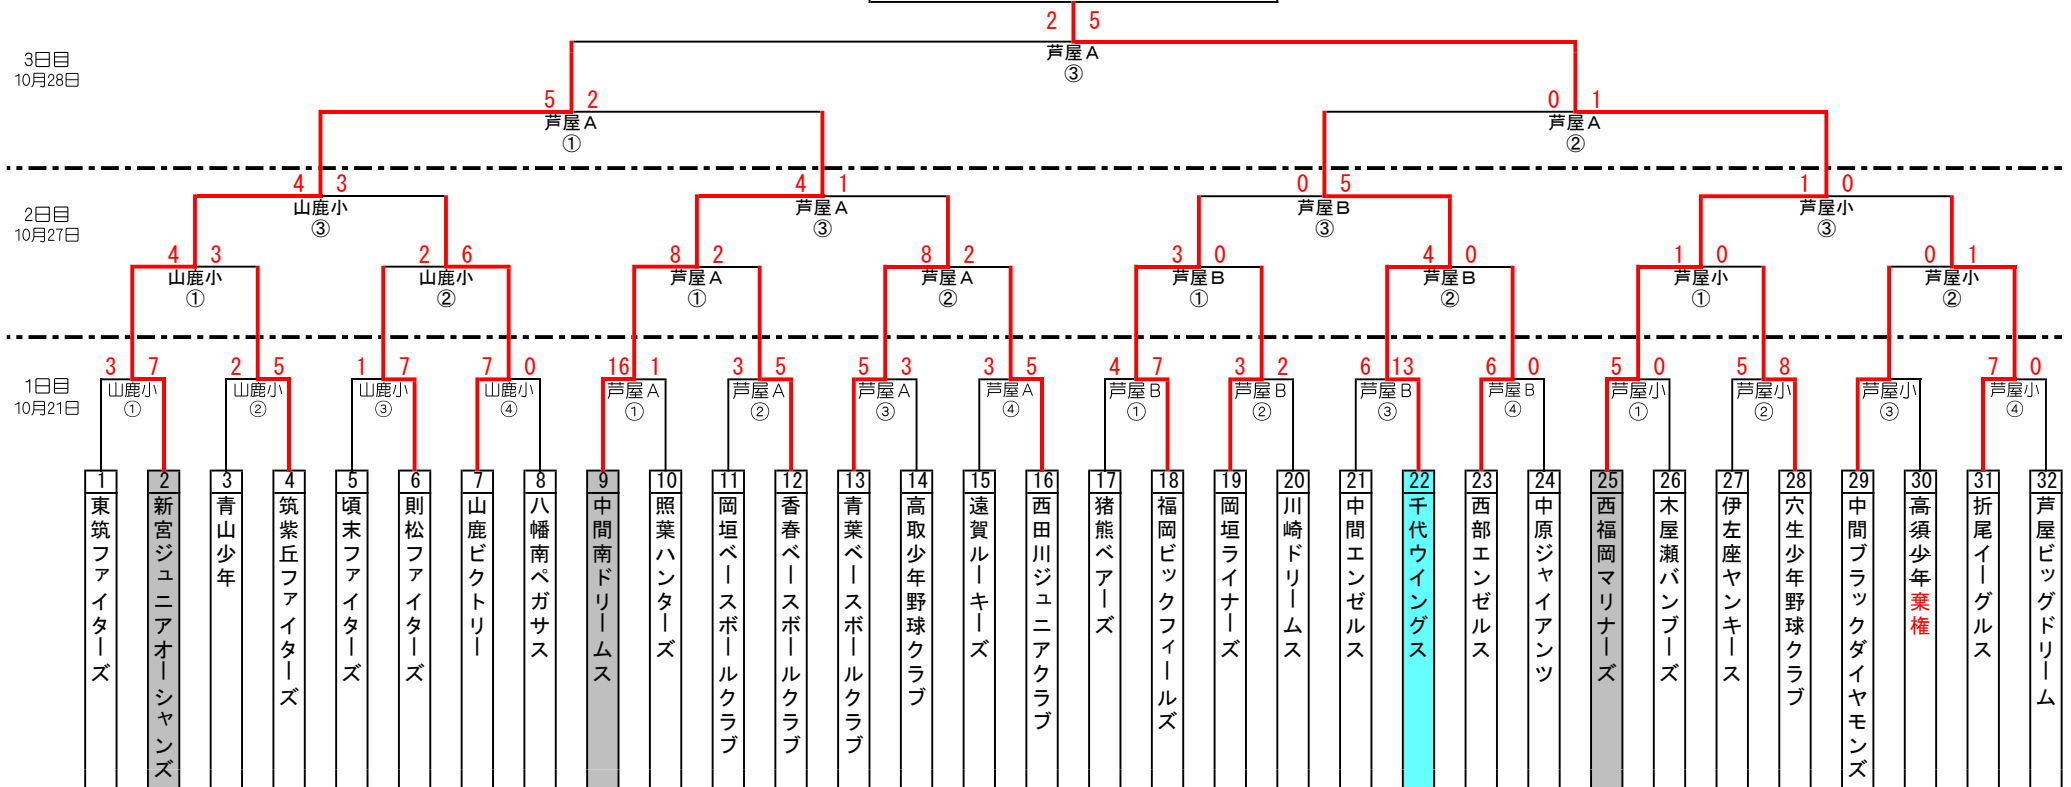 2 5
芦屋A
③
3日目
10月28日
5 2
芦屋A
①
0 1
芦屋A
②
4 3
山鹿小
③
4 1
芦屋A
③
0 5
芦屋B
③
1 0
芦屋小
③
2日目
10月27日
4 3
山鹿小
①
2 6
山鹿小
②
8 2
芦屋A
①
8 2
芦屋A
②
3 0
芦屋B
①
4 0
芦屋B
②
1 0
芦屋小
①
0 1
芦屋小
②
1日目
10月21日
3 7
山鹿小
①
2 5
山鹿小
②
1 7
山鹿小
③
7 0
山鹿小
④
16 1
芦屋A
①
3 5
芦屋A
②
5 3
芦屋A
③
3 5
芦屋A
④
4 7
芦屋B
①
3 2
芦屋B
②
6 13
芦屋B
③
6 0
芦屋B
④
5 0
芦屋小
①
5 8
芦屋小
②
芦屋小
③
7 0
芦屋小
④
1
東筑ファイターズ
2
新宮ジュニアオーシャンズ
3
青山少年
4
筑紫丘ファイターズ
5
頃末ファイターズ
6
則松ファイターズ
7
山鹿ビクトリー
8
八幡南ペガサス
9
中間南ドリームス
10
照葉ハンターズ
11
岡垣ベースボールクラブ
12
香春ベースボールクラブ
13
青葉ベースボールクラブ
14
高取少年野球クラブ
15
遠賀ルーキーズ
16
西田川ジュニアクラブ
17
猪熊ベアーズ
18
福岡ビックフィールズ
19
岡垣ライナーズ
20
川崎ドリームス
21
中間エンゼルス
22
千代ウイングス
23
西部エンゼルス
24
中原ジャイアンツ
25
西福岡マリナーズ
26
木屋瀬バンブーズ
27
伊左座ヤンキース
28
穴生少年野球クラブ
29
中間ブラックダイヤモンズ
30
高須少年棄権
31
折尾イーグルス
32
芦屋ビッグドリーム